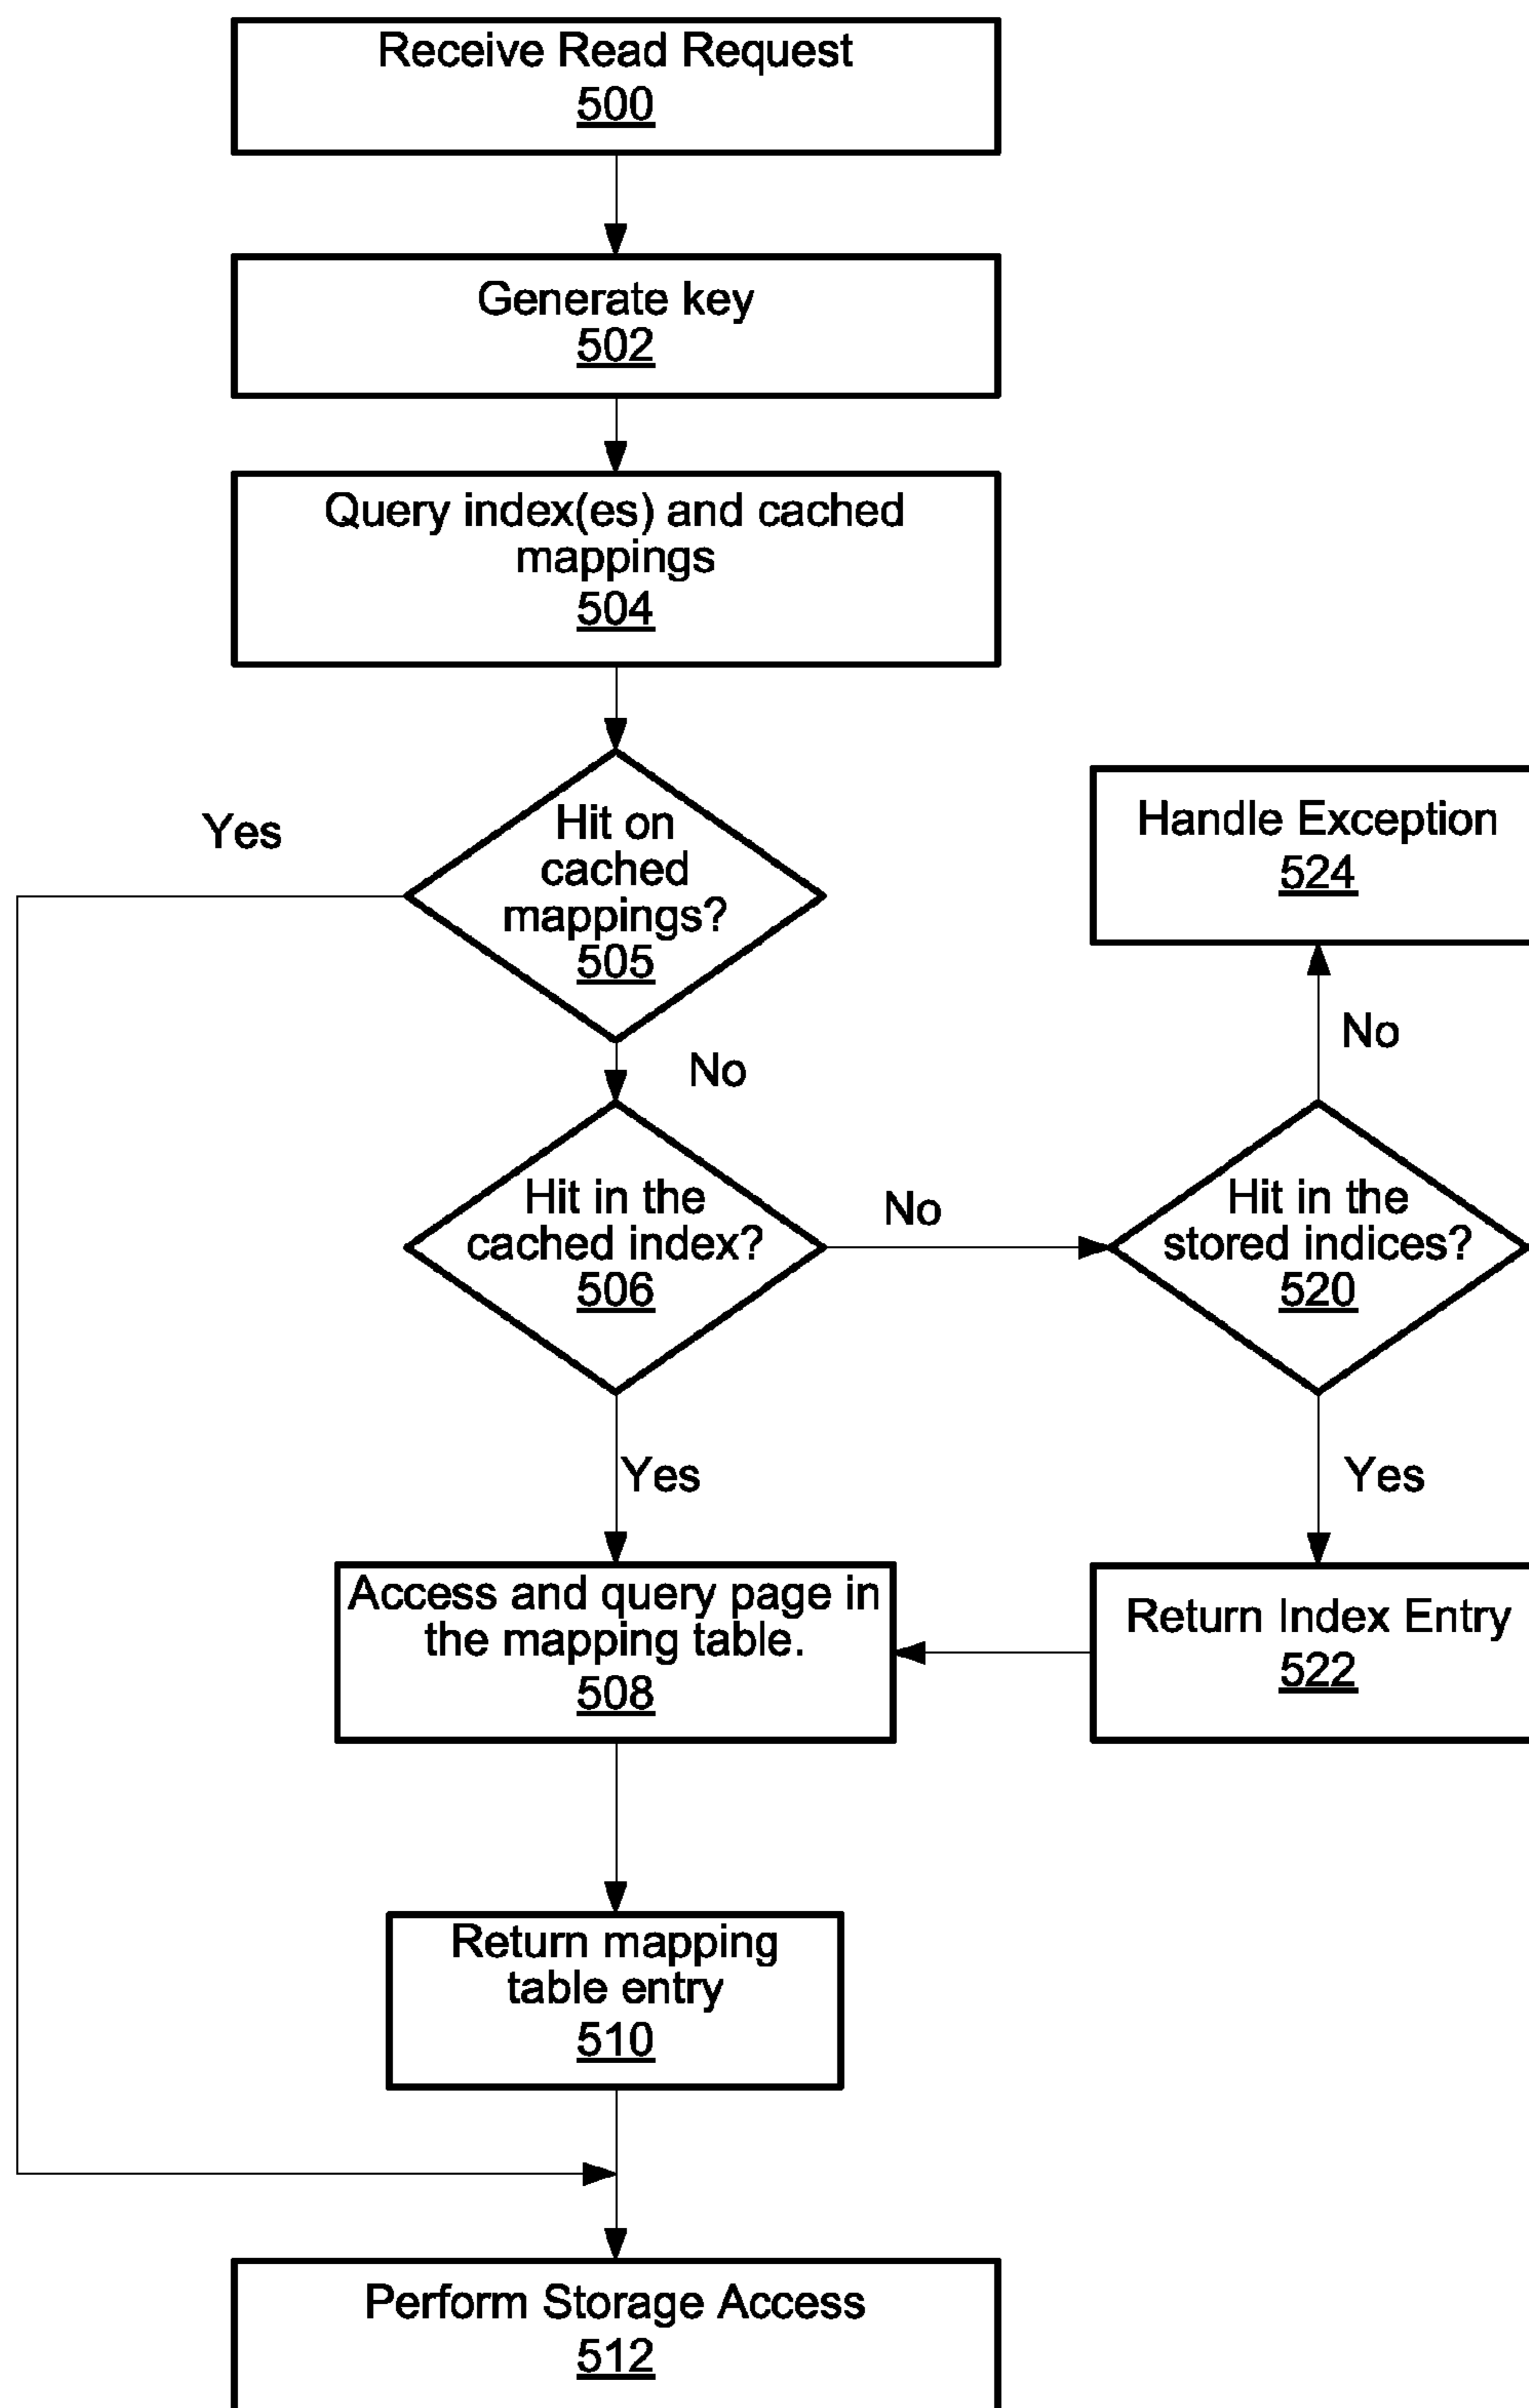 Receive Read Request
500
Generate key
502
Query index(es) and cached
mappings
504
Yes
Hit on
cached
mappings?
505
Handle Exception
524
No
No
Hit in the
cached index?
506
No
Hit in the
stored indices?
520
Yes
Yes
Access and query page in
the mapping table.
508
Return Index Entry
522
Return mapping
table entry
510
Perform Storage Access
512